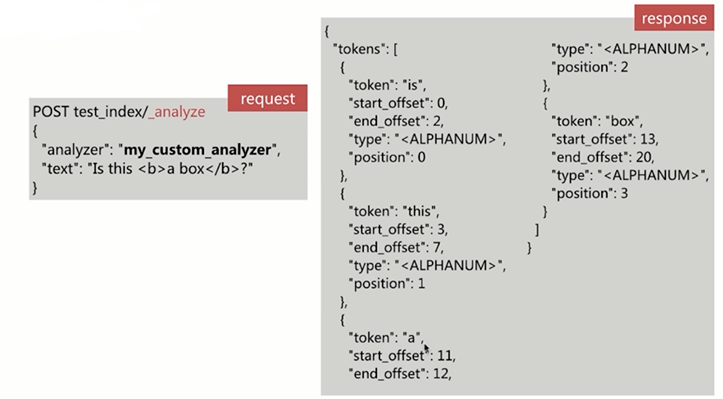 request
POST test_index/_analyze
{
"analyzer": "my_custom_analyzer",
"text": "Is this <b>a box</b>?"
}
response
{
"tokens": [
{
"token": "is",
"start_offset": 0,
"end_offset": 2,
"type": "<ALPHANUM>",
"position": 0
},
{
"token": "this",
"start_offset": 3,
"end_offset": 7,
"type": "<ALPHANUM>",
"position": 1
},
{
"token": "a",
"start_offset": 11,
"end_offset": 12,
"type": "<ALPHANUM>",
"position": 2
},
{
"token": "box",
"start_offset": 13,
"end_offset": 20,
"type": "<ALPHANUM>",
"position": 3
}
]
}